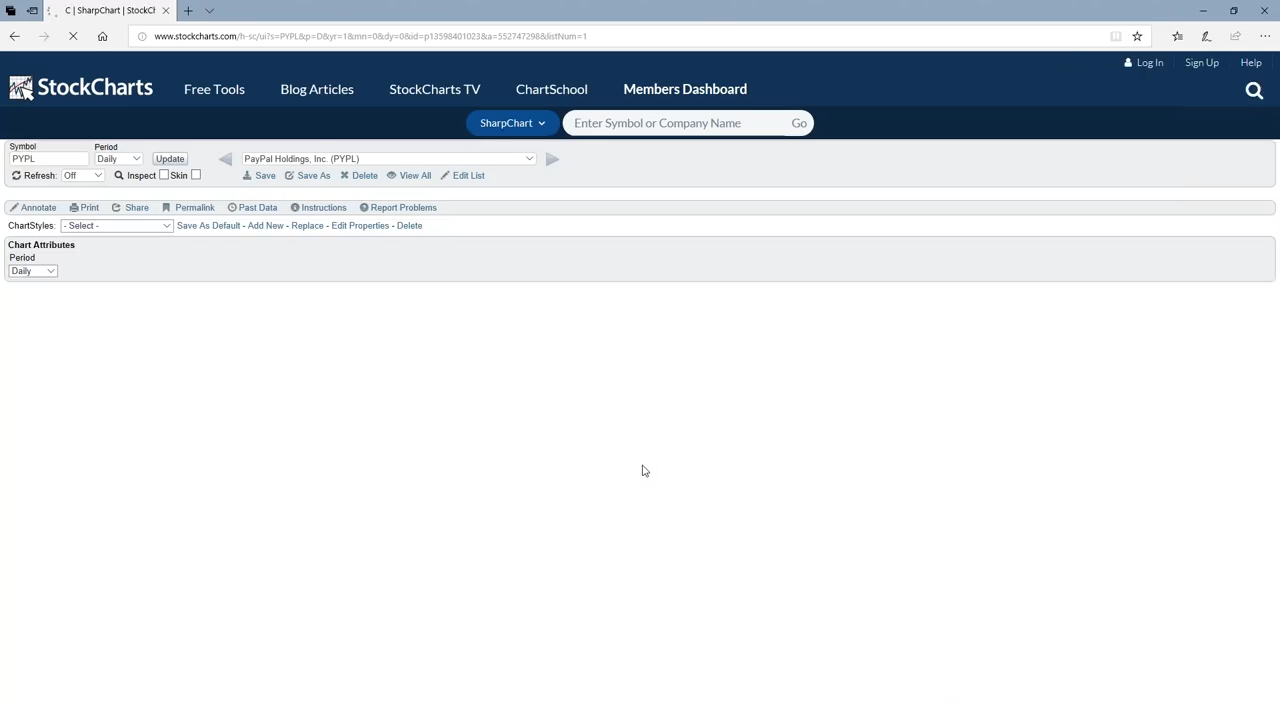 C | SharpChart | StockCh
www.stockcharts.com/h-sc/ui?s=PYPL&p=D&yr=1&mn=0&dy=0&id=p13598401023&a=552747298&listNum=1
Log In Sign Up Help
StockCharts Free Tools Blog Articles StockCharts TV ChartSchool Members Dashboard
SharpChart Enter Symbol or Company Name Go
Symbol Period
PYPL Daily Update PayPal Holdings, Inc. (PYPL)
Refresh: Off Inspect Skin Save Save As Delete View All Edit List
Annotate Print Share Permalink Past Data Instructions Report Problems
ChartStyles: - Select - Save As Default - Add New - Replace - Edit Properties - Delete
Chart Attributes
Period
Daily